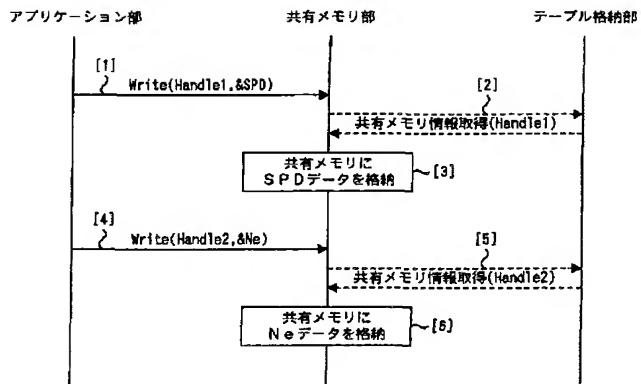 アプリケーション部 共有メモリ部 テーブル格納部
[1]
Write(Handle1,&SPD)
[2]
共有メモリ情報取得(Handle1)
共有メモリに
SPDデータを格納
[3]
[4]
Write(Handle2,&Ne)
[5]
共有メモリ情報取得(Handle2)
共有メモリに
Neデータを格納
[6]